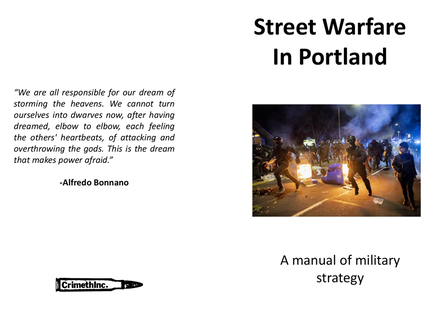 Street Warfare
In Portland
"We are all responsible for our dream of
storming the heavens. We cannot turn
ourselves into dwarves now, after having
dreamed, elbow to elbow, each feeling
the others' heartbeats, of attacking and
overthrowing the gods. This is the dream
that makes power afraid."
-Alfredo Bonnano
A manual of military
strategy
CrimethInc.